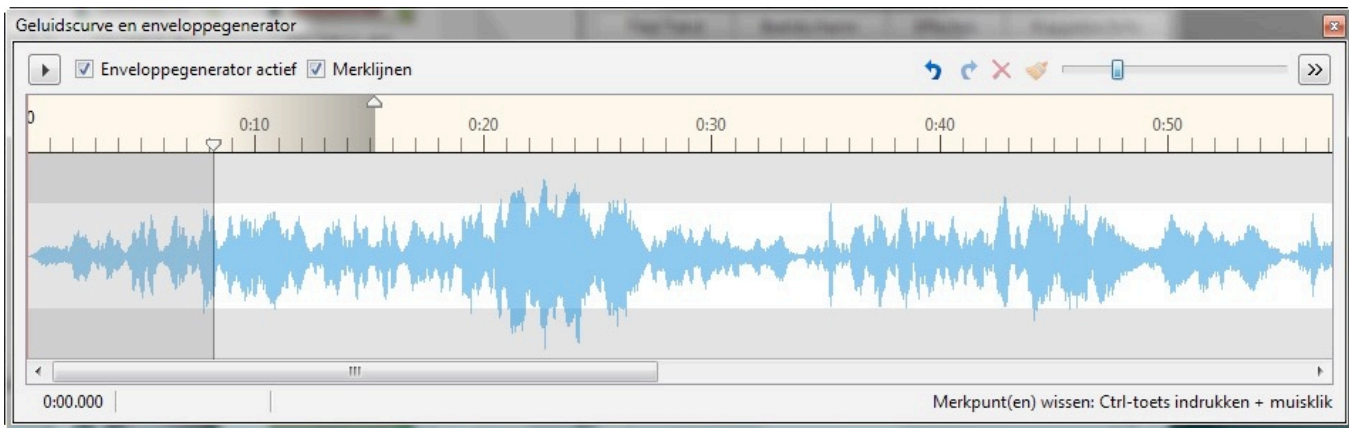 Geluidscurve en enveloppegenerator
Enveloppegenerator actief Merklijnen
0 0:10 0:20 0:30 0:40 0:50
0:00.000 Merkpunt(en) wissen: Ctrl-toets indrukken + muisklik